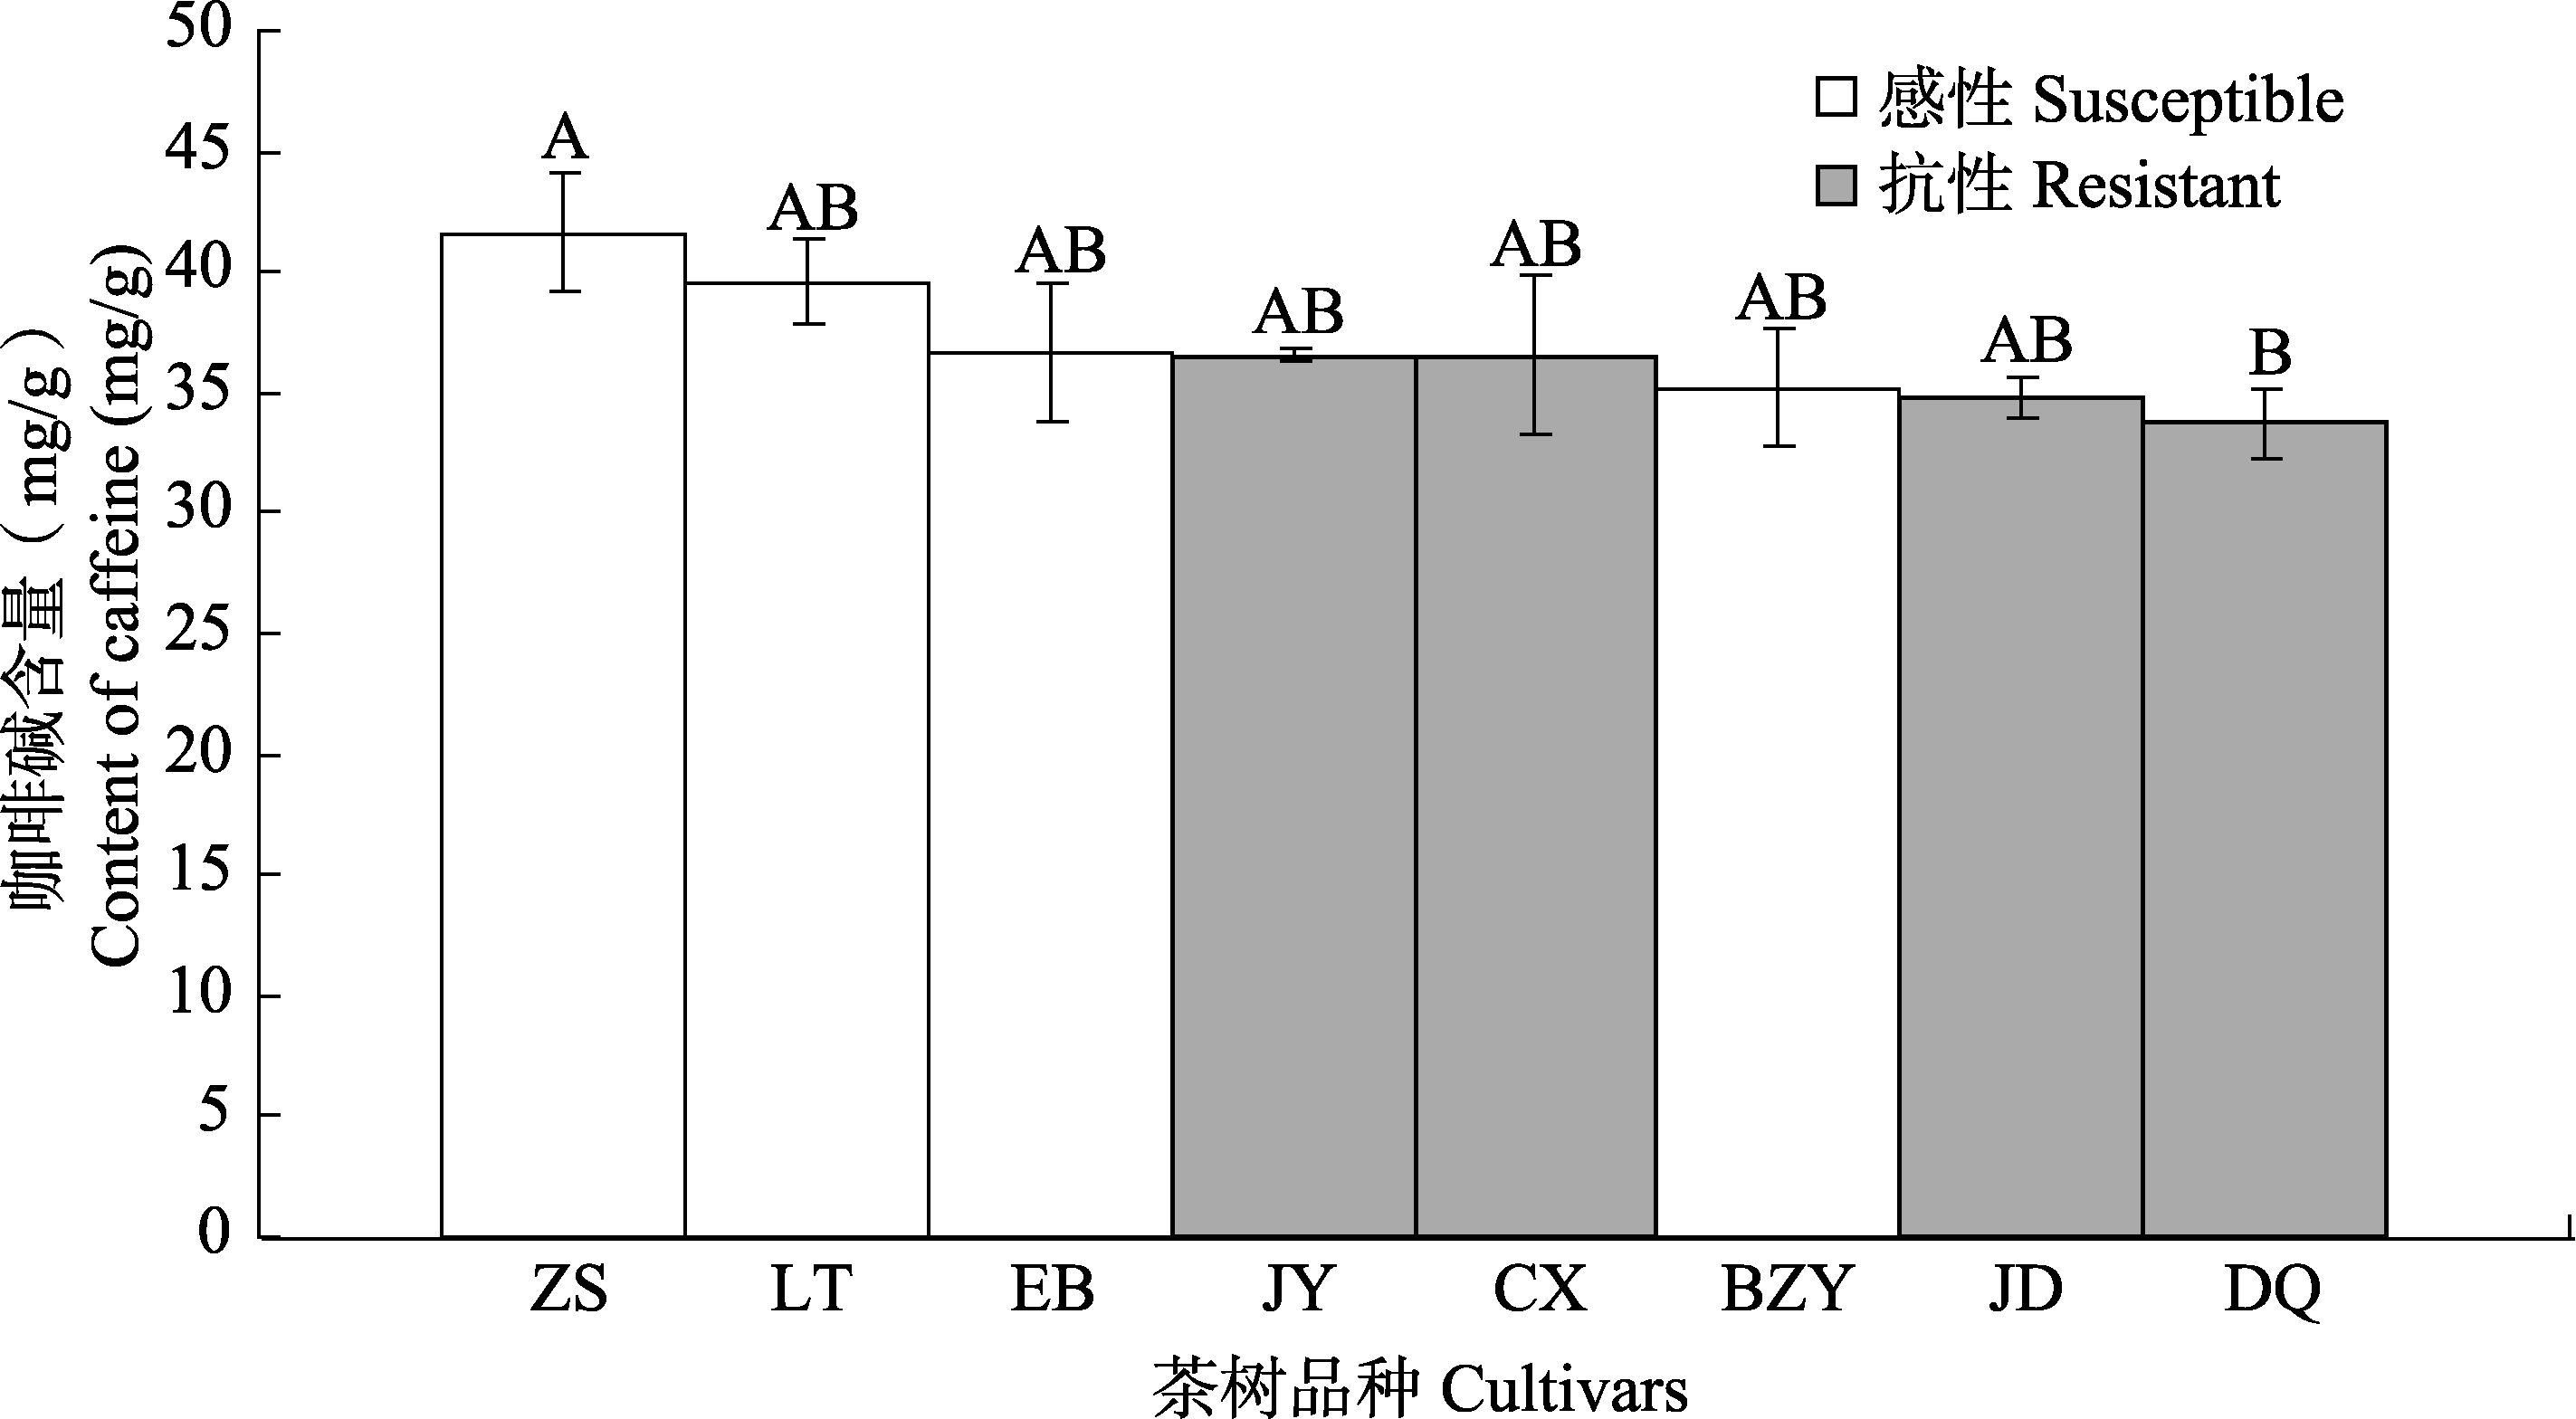 咖啡碱含量（mg/g）
Content of caffeine (mg/g)
50
45
40
35
30
25
20
15
10
5
0
感性 Susceptible
抗性 Resistant
A
AB
AB
AB
AB
AB
AB
B
ZS
LT
EB
JY
CX
BZY
JD
DQ
茶树品种 Cultivars